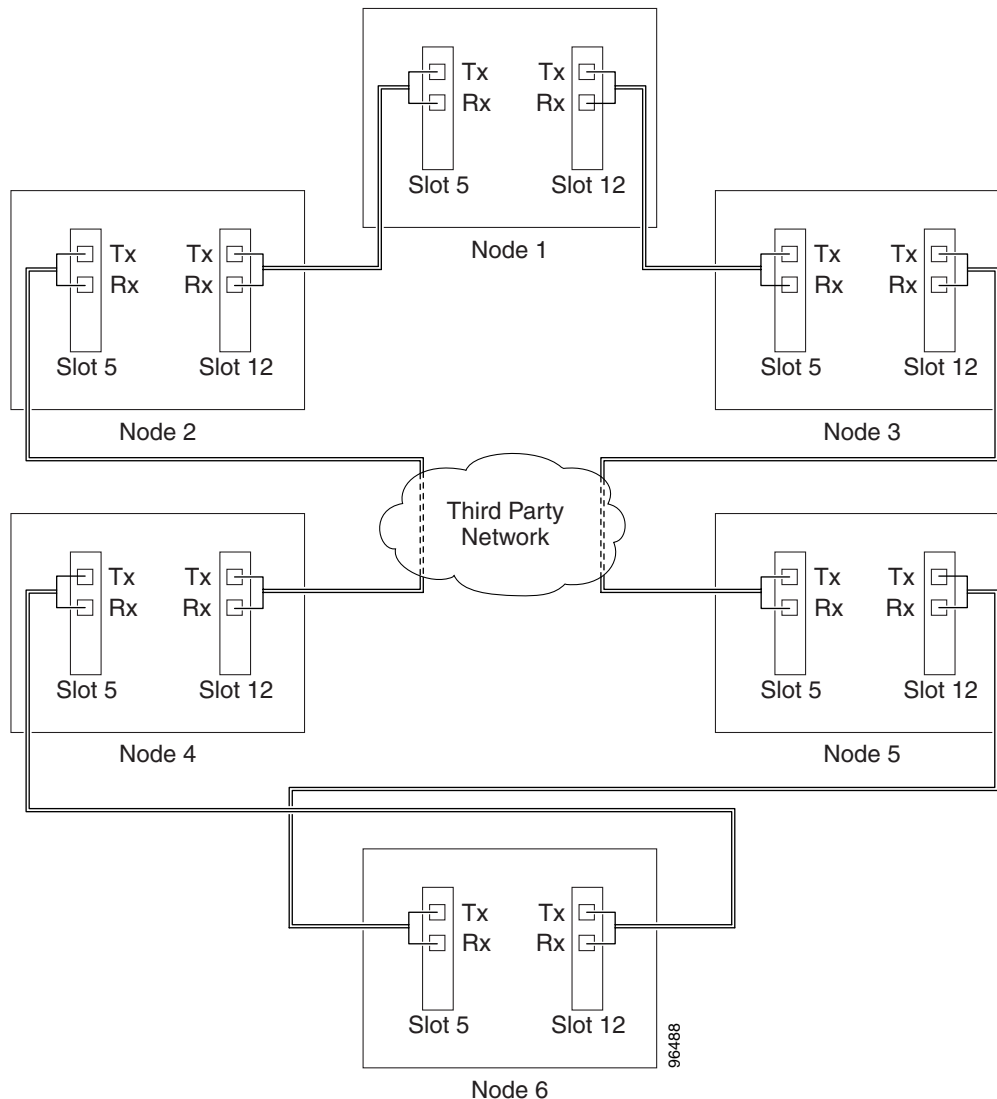 Tx
Tx
Rx
Rx
Slot 5
Slot 12
Node 1
Tx
Tx
Rx
Rx
Slot 5
Slot 12
Node 2
Tx
Tx
Rx
Rx
Slot 5
Slot 12
Node 3
Third Party
Network
Tx
Tx
Rx
Rx
Slot 5
Slot 12
Node 4
Tx
Tx
Rx
Rx
Slot 5
Slot 12
Node 5
Tx
Tx
Rx
Rx
Slot 5
Slot 12
Node 6
96488